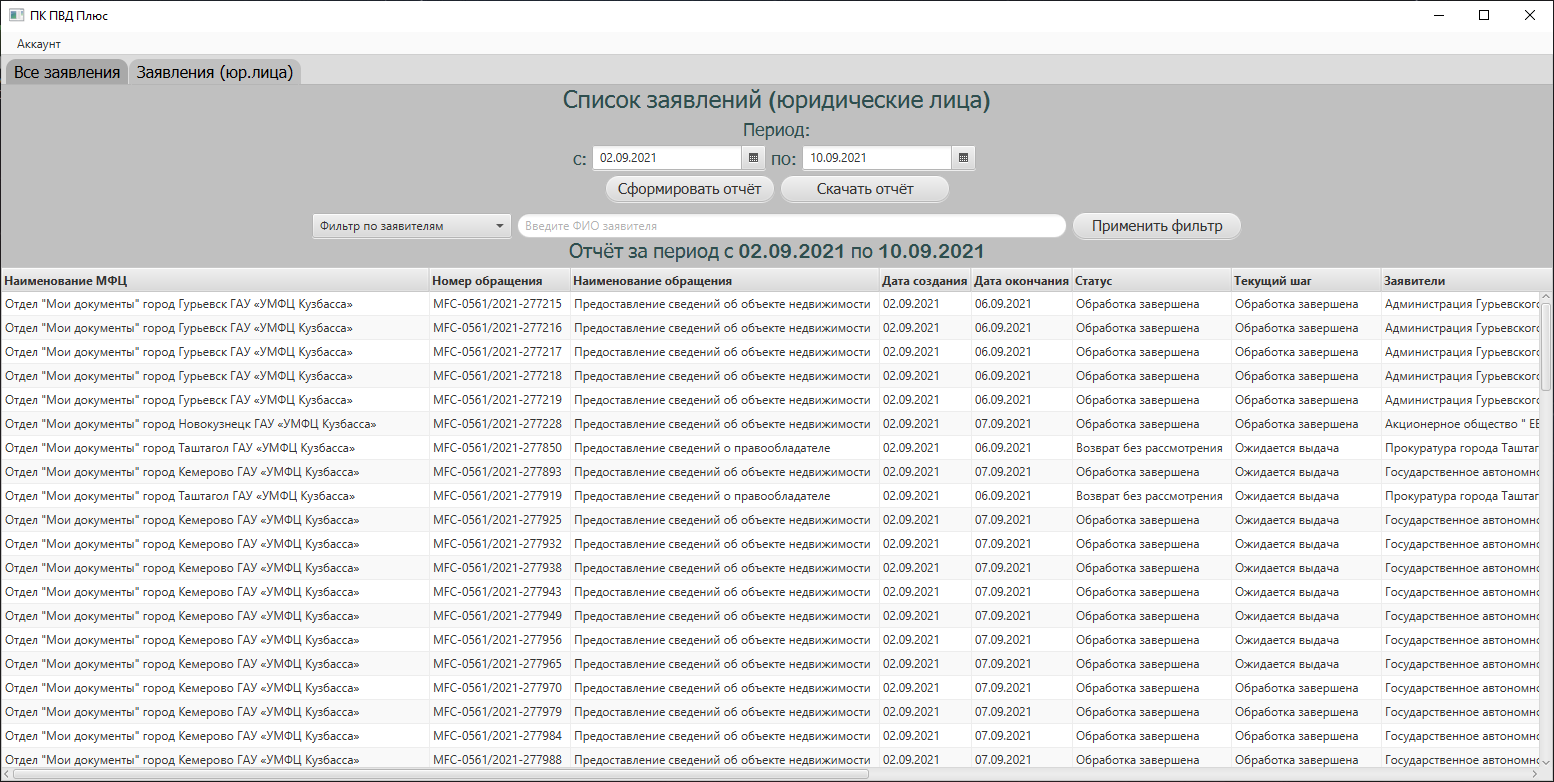 ПК ПВД Плюс
Аккаунт
Все заявления Заявления (юр.лица)
Список заявлений (юридические лица)
Период:
с: 02.09.2021 по: 10.09.2021
Сформировать отчёт Скачать отчёт
Фильтр по заявителям Введите ФИО заявителя Применить фильтр
Отчёт за период с 02.09.2021 по 10.09.2021
Наименование МФЦ Номер обращения Наименование обращения Дата создания Дата окончания Статус Текущий шаг Заявители
Отдел "Мои документы" город Гурьевск ГАУ «УМФЦ Кузбасса» MFC-0561/2021-277215 Предоставление сведений об объекте недвижимости 02.09.2021 06.09.2021 Обработка завершена Обработка завершена Администрация Гурьевског
Отдел "Мои документы" город Гурьевск ГАУ «УМФЦ Кузбасса» MFC-0561/2021-277216 Предоставление сведений об объекте недвижимости 02.09.2021 06.09.2021 Обработка завершена Обработка завершена Администрация Гурьевског
Отдел "Мои документы" город Гурьевск ГАУ «УМФЦ Кузбасса» MFC-0561/2021-277217 Предоставление сведений об объекте недвижимости 02.09.2021 06.09.2021 Обработка завершена Обработка завершена Администрация Гурьевског
Отдел "Мои документы" город Гурьевск ГАУ «УМФЦ Кузбасса» MFC-0561/2021-277218 Предоставление сведений об объекте недвижимости 02.09.2021 06.09.2021 Обработка завершена Обработка завершена Администрация Гурьевског
Отдел "Мои документы" город Гурьевск ГАУ «УМФЦ Кузбасса» MFC-0561/2021-277219 Предоставление сведений об объекте недвижимости 02.09.2021 06.09.2021 Обработка завершена Обработка завершена Администрация Гурьевског
Отдел "Мои документы" город Новокузнецк ГАУ «УМФЦ Кузбасса» MFC-0561/2021-277228 Предоставление сведений об объекте недвижимости 02.09.2021 07.09.2021 Обработка завершена Обработка завершена Акционерное общество " ЕВ
Отдел "Мои документы" город Таштагол ГАУ «УМФЦ Кузбасса» MFC-0561/2021-277850 Предоставление сведений о правообладателе 02.09.2021 06.09.2021 Возврат без рассмотрения Ожидается выдача Прокуратура города Таштаг
Отдел "Мои документы" город Кемерово ГАУ «УМФЦ Кузбасса» MFC-0561/2021-277893 Предоставление сведений об объекте недвижимости 02.09.2021 07.09.2021 Обработка завершена Ожидается выдача Государственное автономн
Отдел "Мои документы" город Таштагол ГАУ «УМФЦ Кузбасса» MFC-0561/2021-277919 Предоставление сведений о правообладателе 02.09.2021 06.09.2021 Возврат без рассмотрения Ожидается выдача Прокуратура города Таштаг
Отдел "Мои документы" город Кемерово ГАУ «УМФЦ Кузбасса» MFC-0561/2021-277925 Предоставление сведений об объекте недвижимости 02.09.2021 07.09.2021 Обработка завершена Ожидается выдача Государственное автономн
Отдел "Мои документы" город Кемерово ГАУ «УМФЦ Кузбасса» MFC-0561/2021-277932 Предоставление сведений об объекте недвижимости 02.09.2021 07.09.2021 Обработка завершена Ожидается выдача Государственное автономн
Отдел "Мои документы" город Кемерово ГАУ «УМФЦ Кузбасса» MFC-0561/2021-277938 Предоставление сведений об объекте недвижимости 02.09.2021 07.09.2021 Обработка завершена Ожидается выдача Государственное автономн
Отдел "Мои документы" город Кемерово ГАУ «УМФЦ Кузбасса» MFC-0561/2021-277943 Предоставление сведений об объекте недвижимости 02.09.2021 07.09.2021 Обработка завершена Ожидается выдача Государственное автономн
Отдел "Мои документы" город Кемерово ГАУ «УМФЦ Кузбасса» MFC-0561/2021-277949 Предоставление сведений об объекте недвижимости 02.09.2021 07.09.2021 Обработка завершена Ожидается выдача Государственное автономн
Отдел "Мои документы" город Кемерово ГАУ «УМФЦ Кузбасса» MFC-0561/2021-277956 Предоставление сведений об объекте недвижимости 02.09.2021 07.09.2021 Обработка завершена Ожидается выдача Государственное автономн
Отдел "Мои документы" город Кемерово ГАУ «УМФЦ Кузбасса» MFC-0561/2021-277965 Предоставление сведений об объекте недвижимости 02.09.2021 07.09.2021 Обработка завершена Ожидается выдача Государственное автономн
Отдел "Мои документы" город Кемерово ГАУ «УМФЦ Кузбасса» MFC-0561/2021-277970 Предоставление сведений об объекте недвижимости 02.09.2021 07.09.2021 Обработка завершена Обработка завершена Государственное автономн
Отдел "Мои документы" город Кемерово ГАУ «УМФЦ Кузбасса» MFC-0561/2021-277979 Предоставление сведений об объекте недвижимости 02.09.2021 07.09.2021 Обработка завершена Обработка завершена Государственное автономн
Отдел "Мои документы" город Кемерово ГАУ «УМФЦ Кузбасса» MFC-0561/2021-277984 Предоставление сведений об объекте недвижимости 02.09.2021 07.09.2021 Обработка завершена Обработка завершена Государственное автономн
Отдел "Мои документы" город Кемерово ГАУ «УМФЦ Кузбасса» MFC-0561/2021-277988 Предоставление сведений об объекте недвижимости 02.09.2021 07.09.2021 Обработка завершена Обработка завершена Государственное автономн